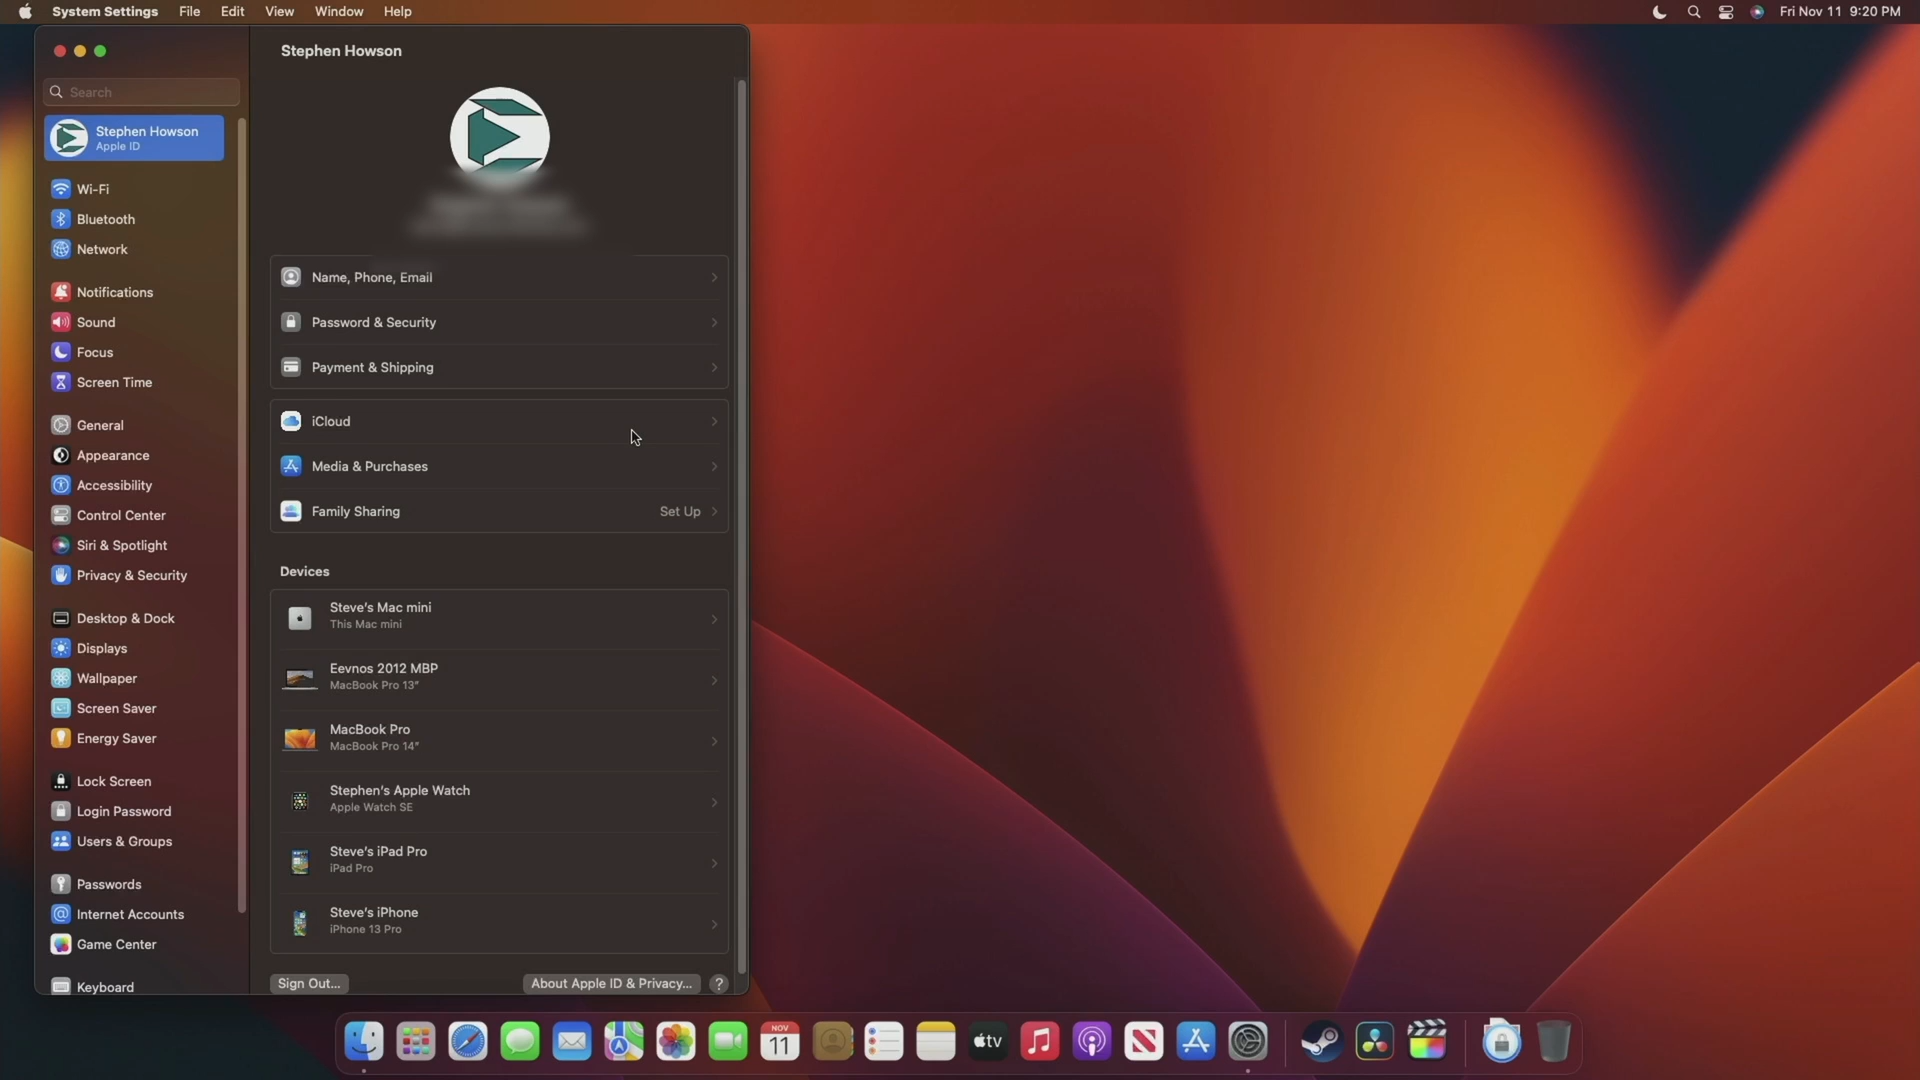 System Settings File Edit View Window Help
Fri Nov 11 9:20 PM
Stephen Howson
Search
Stephen Howson
Apple ID
Wi-Fi
Bluetooth
Network
Notifications
Sound
Focus
Screen Time
General
Appearance
Accessibility
Control Center
Siri & Spotlight
Privacy & Security
Desktop & Dock
Displays
Wallpaper
Screen Saver
Energy Saver
Lock Screen
Login Password
Users & Groups
Passwords
Internet Accounts
Game Center
Keyboard
Name, Phone, Email
Password & Security
Payment & Shipping
iCloud
Media & Purchases
Family Sharing Set Up
Devices
Steve's Mac mini
This Mac mini
Eevnos 2012 MBP
MacBook Pro 13"
MacBook Pro
MacBook Pro 14"
Stephen's Apple Watch
Apple Watch SE
Steve's iPad Pro
iPad Pro
Steve's iPhone
iPhone 13 Pro
Sign Out... About Apple ID & Privacy... ?
NOV
11
tv